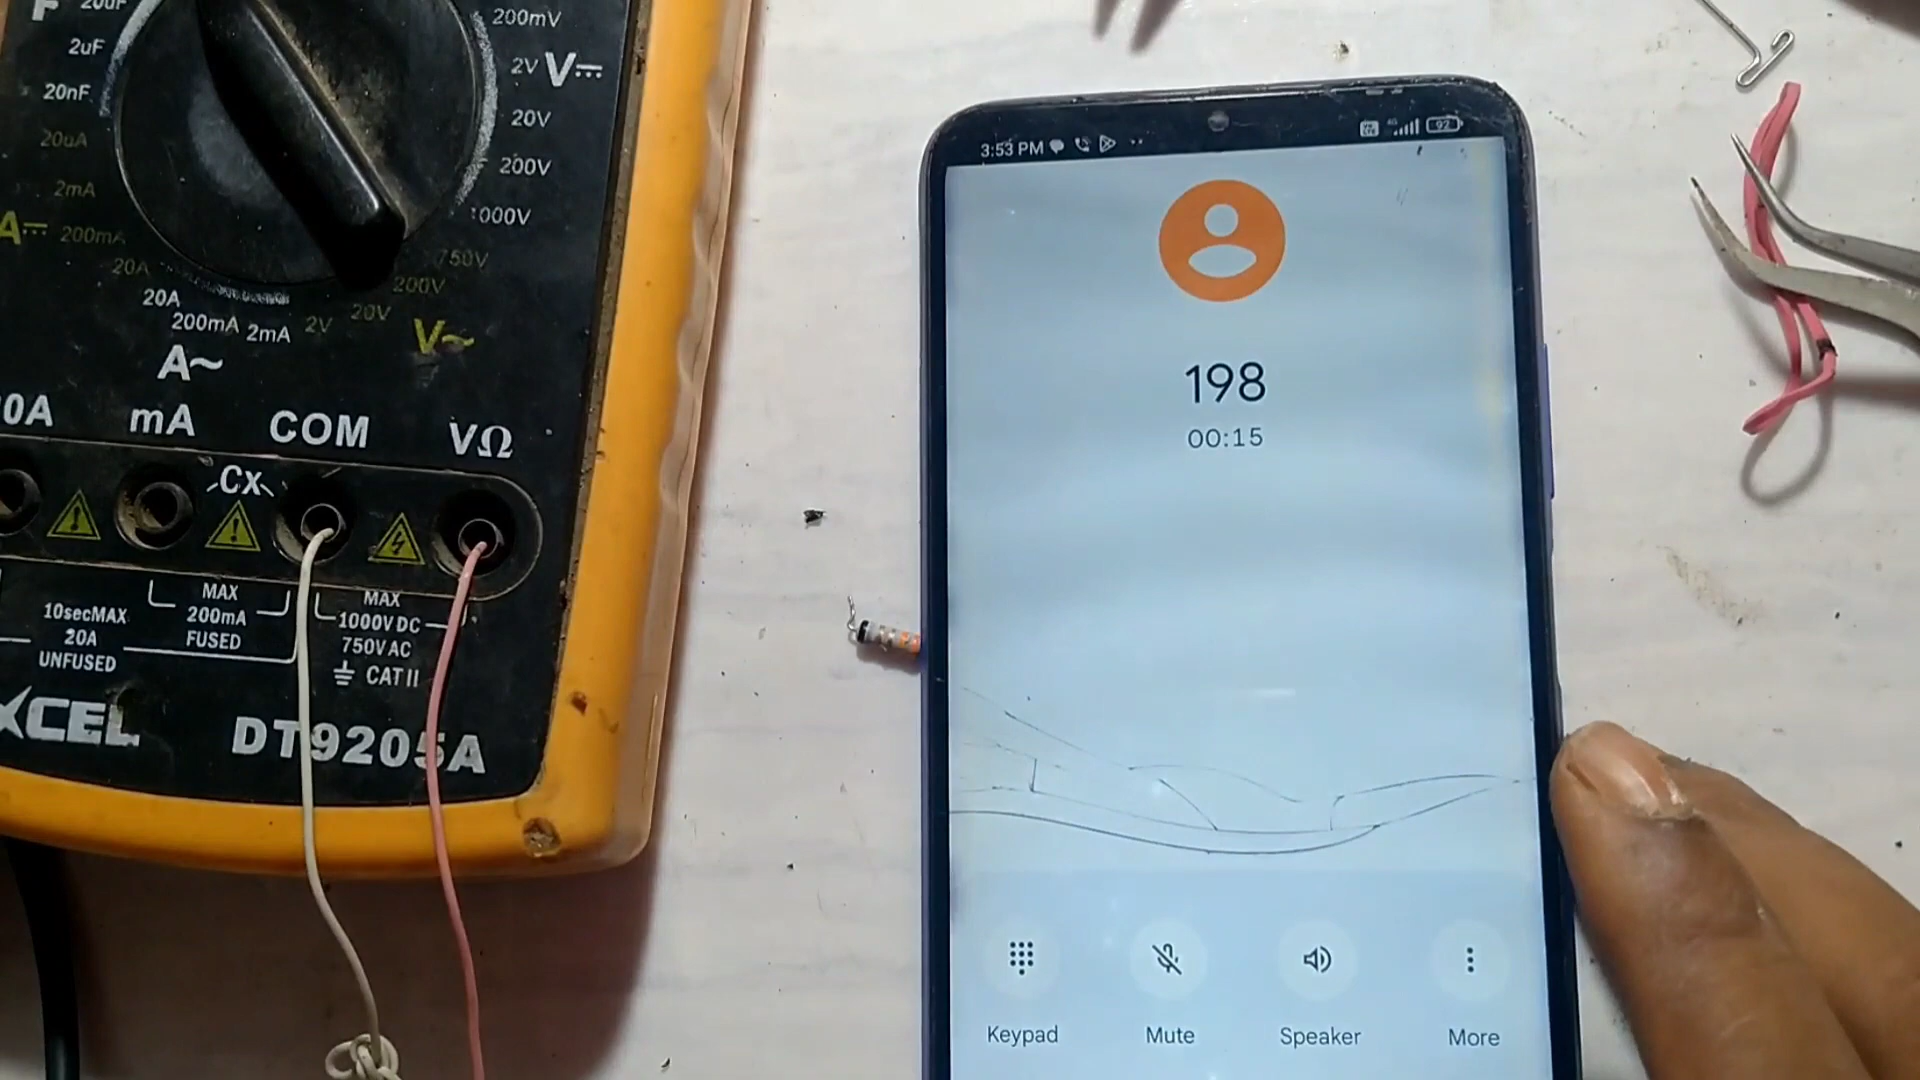 20uF
200mV
F
2uF
2V
V
20nF
20V
20uA
200V
2mA
1000V
A
200mA
750V
20A
200V
20A
20V
200mA
2mA
2V
V~
A~
mA
COM
VΩ
Cx
MAX
200mA
FUSED
10secMAX
20A
UNFUSED
MAX
1000V DC
750V AC
CAT II
DT9205A
3:53 PM
4G
92
198
00:15
Keypad
Mute
Speaker
More